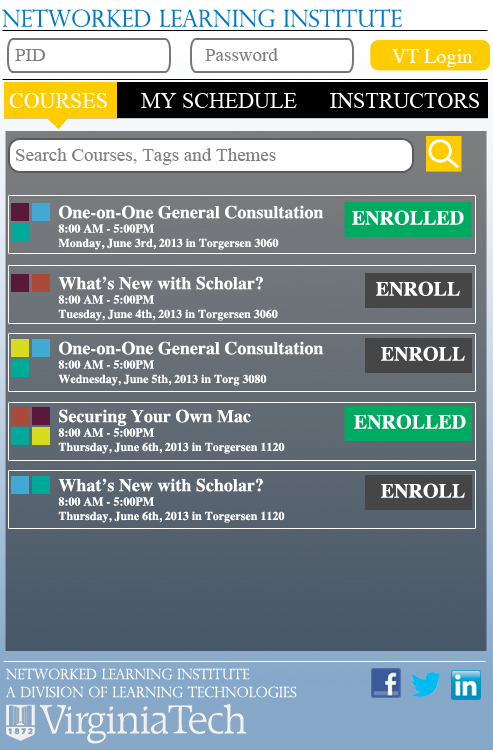 NETWORKED LEARNING INSTITUTE
PID
Password
VT Login
COURSES
MY SCHEDULE
INSTRUCTORS
Search Courses, Tags and Themes
One-on-One General Consultation
8:00 AM - 5:00PM
Monday, June 3rd, 2013 in Torgersen 3060
ENROLLED
What's New with Scholar?
8:00 AM - 5:00PM
Tuesday, June 4th, 2013 in Torgersen 3060
ENROLL
One-on-One General Consultation
8:00 AM - 5:00PM
Wednesday, June 5th, 2013 in Torg 3080
ENROLL
Securing Your Own Mac
8:00 AM - 5:00PM
Thursday, June 6th, 2013 in Torgersen 1120
ENROLLED
What's New with Scholar?
8:00 AM - 5:00PM
Thursday, June 6th, 2013 in Torgersen 1120
ENROLL
NETWORKED LEARNING INSTITUTE
A DIVISION OF LEARNING TECHNOLOGIES
1872
VirginiaTech
f
in